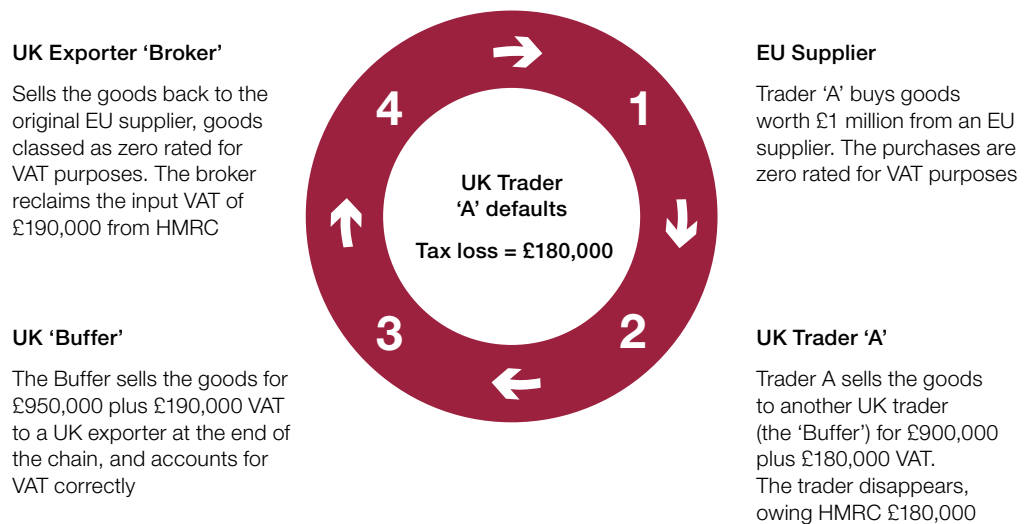 UK Exporter ‘Broker’
Sells the goods back to the
original EU supplier, goods
classed as zero rated for
VAT purposes. The broker
reclaims the input VAT of
£190,000 from HMRC
4
1
EU Supplier
Trader ‘A’ buys goods
worth £1 million from an EU
supplier. The purchases are
zero rated for VAT purposes
UK Trader
‘A’ defaults
Tax loss = £180,000
UK ‘Buffer’
The Buffer sells the goods for
£950,000 plus £190,000 VAT
to a UK exporter at the end of
the chain, and accounts for
VAT correctly
3
2
UK Trader ‘A’
Trader A sells the goods
to another UK trader
(the ‘Buffer’) for £900,000
plus £180,000 VAT.
The trader disappears,
owing HMRC £180,000